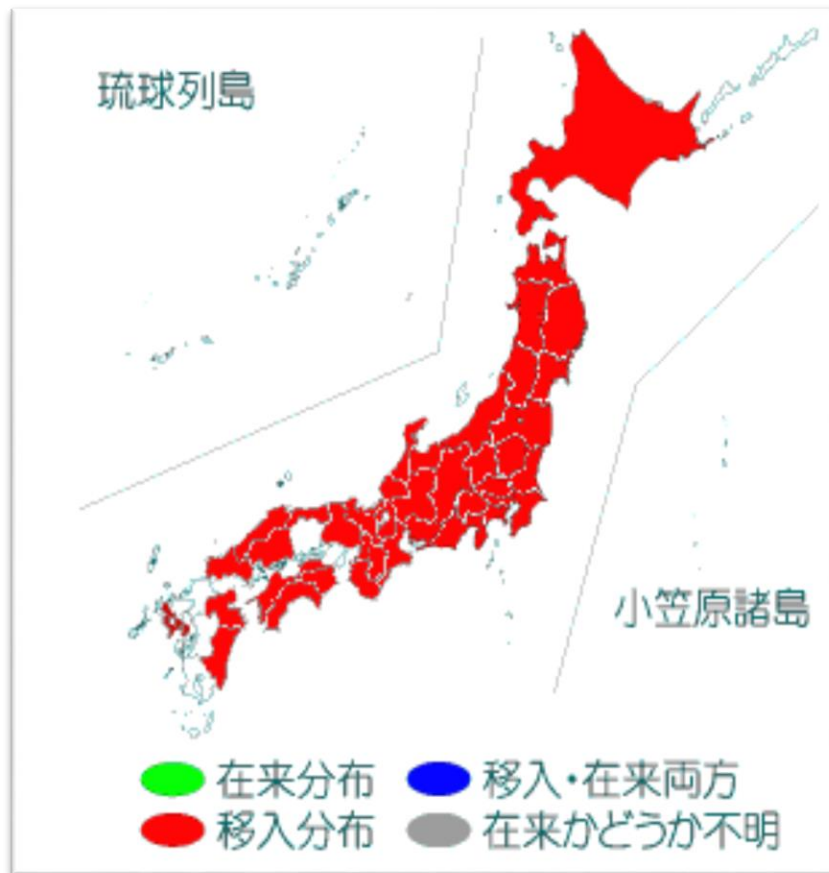 琉球列島
小笠原諸島
在来分布
移入・在来両方
移入分布
在来かどうか不明